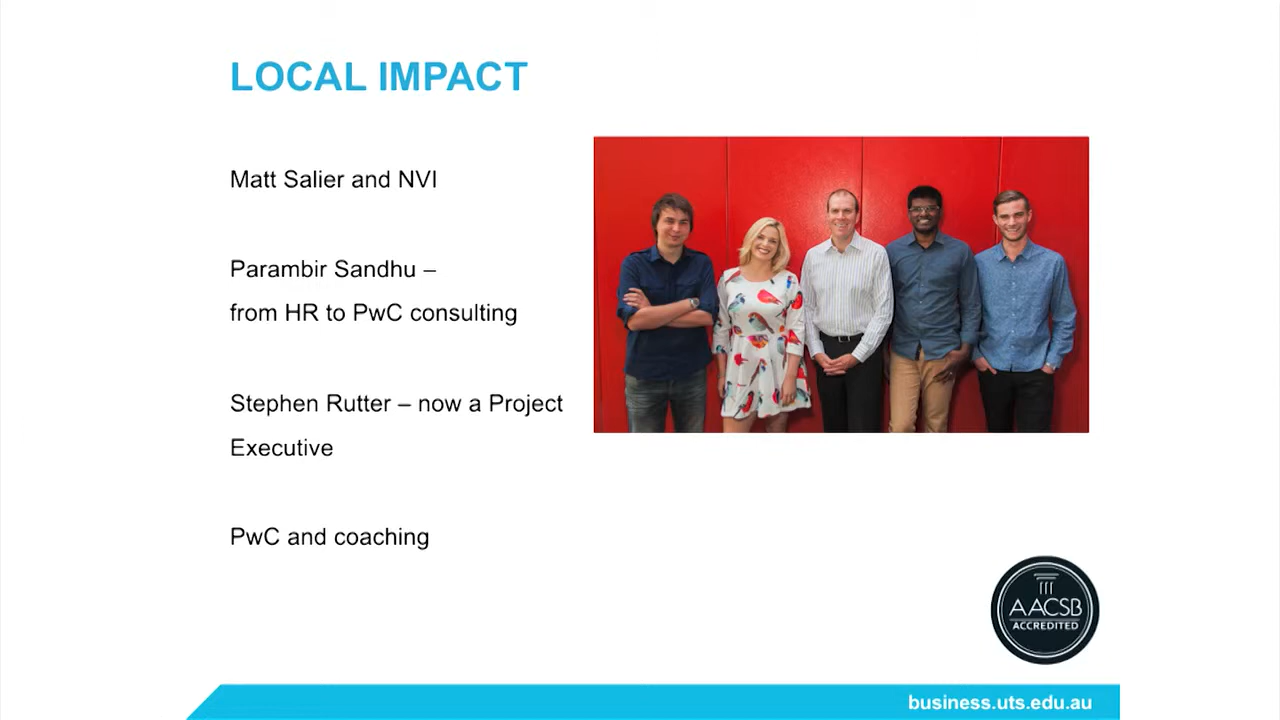 LOCAL IMPACT
Matt Salier and NVI
Parambir Sandhu –
from HR to PwC consulting
Stephen Rutter – now a Project
Executive
PwC and coaching
AACSB
ACCREDITED
business.uts.edu.au